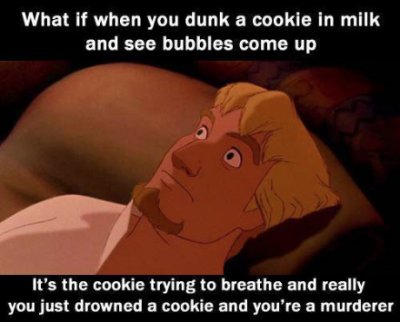 What if when you dunk a cookie in milk
and see bubbles come up
It's the cookie trying to breathe and really
you just drowned a cookie and you're a murderer